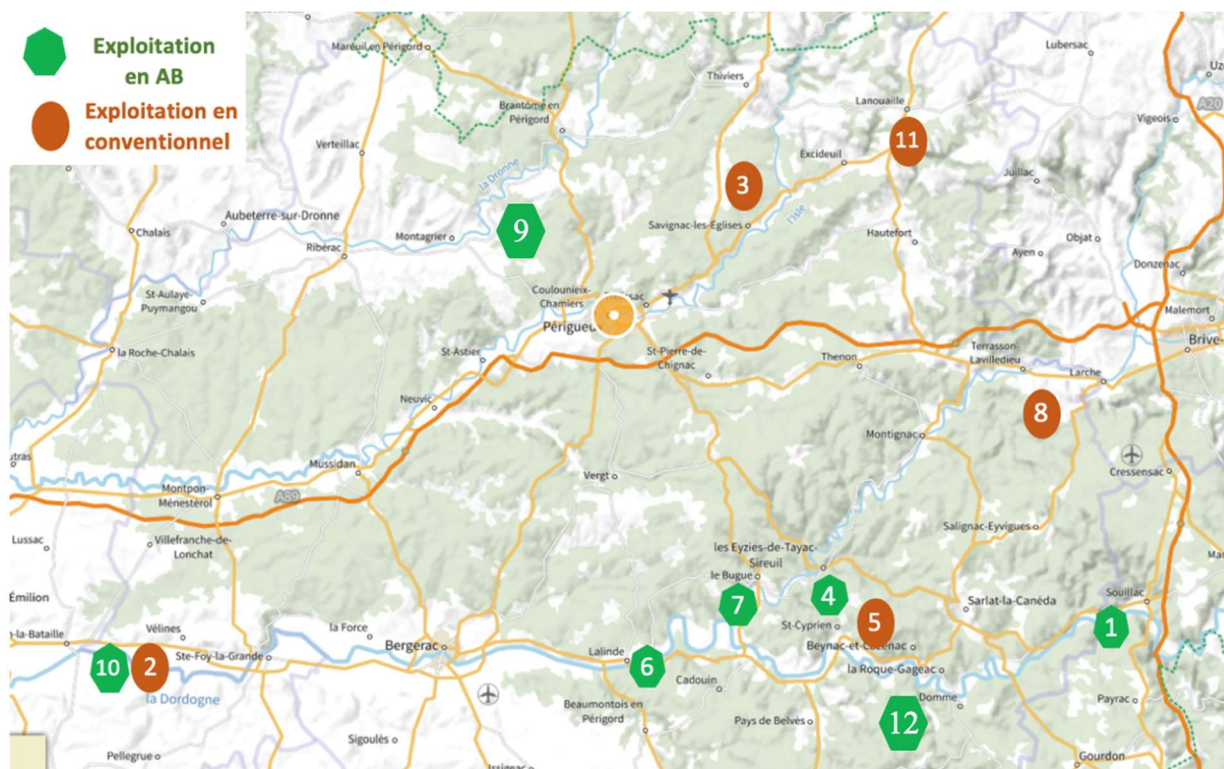 Exploitation
en AB
Exploitation en
conventionnel
Mareuil en Périgord
Lubersac
Thiviers
A20
Brantôme en
Périgord
Lanouaille
Vigeois
11
Verteillac
la Dronne
Excideuil
3
Juillac
Aubeterre-sur-Dronne
Savignac-les-Églises
l'Isle
Chalais
Montagrier
9
Hautefort
Objat
Ribérac
Ayen
Donzenac
St-Aulaye-
Puymangou
Coulounieix-
Chamiers
Malemort
Brive-
la Roche-Chalais
St-Astier
St-Pierre-de-
Chignac
Thenon
Terrasson-
Lavilledieu
Larche
Neuvic
8
Montignac
Mussidan
Vergt
Cressensac
Montpon-
Ménestérol
A89
Lussac
Villefranche-de-
Lonchat
Salignac-Eyvigues
les Eyzies-de-Tayac-
Sireuil
le Bugue
Émilion
7
4
Sarlat-la-Canéda
Souillac
Vélines
la Force
St-Cyprien
5
1
n-la-Bataille
Bergerac
Lalinde
10
2
Ste-Foy-la-Grande
6
la Roque-Gageac
Cadouin
la Dordogne
Domme
Payrac
Beaumontois en
Périgord
Pays de Belvès
12
Sigoulès
Pellegrue
Gourdon